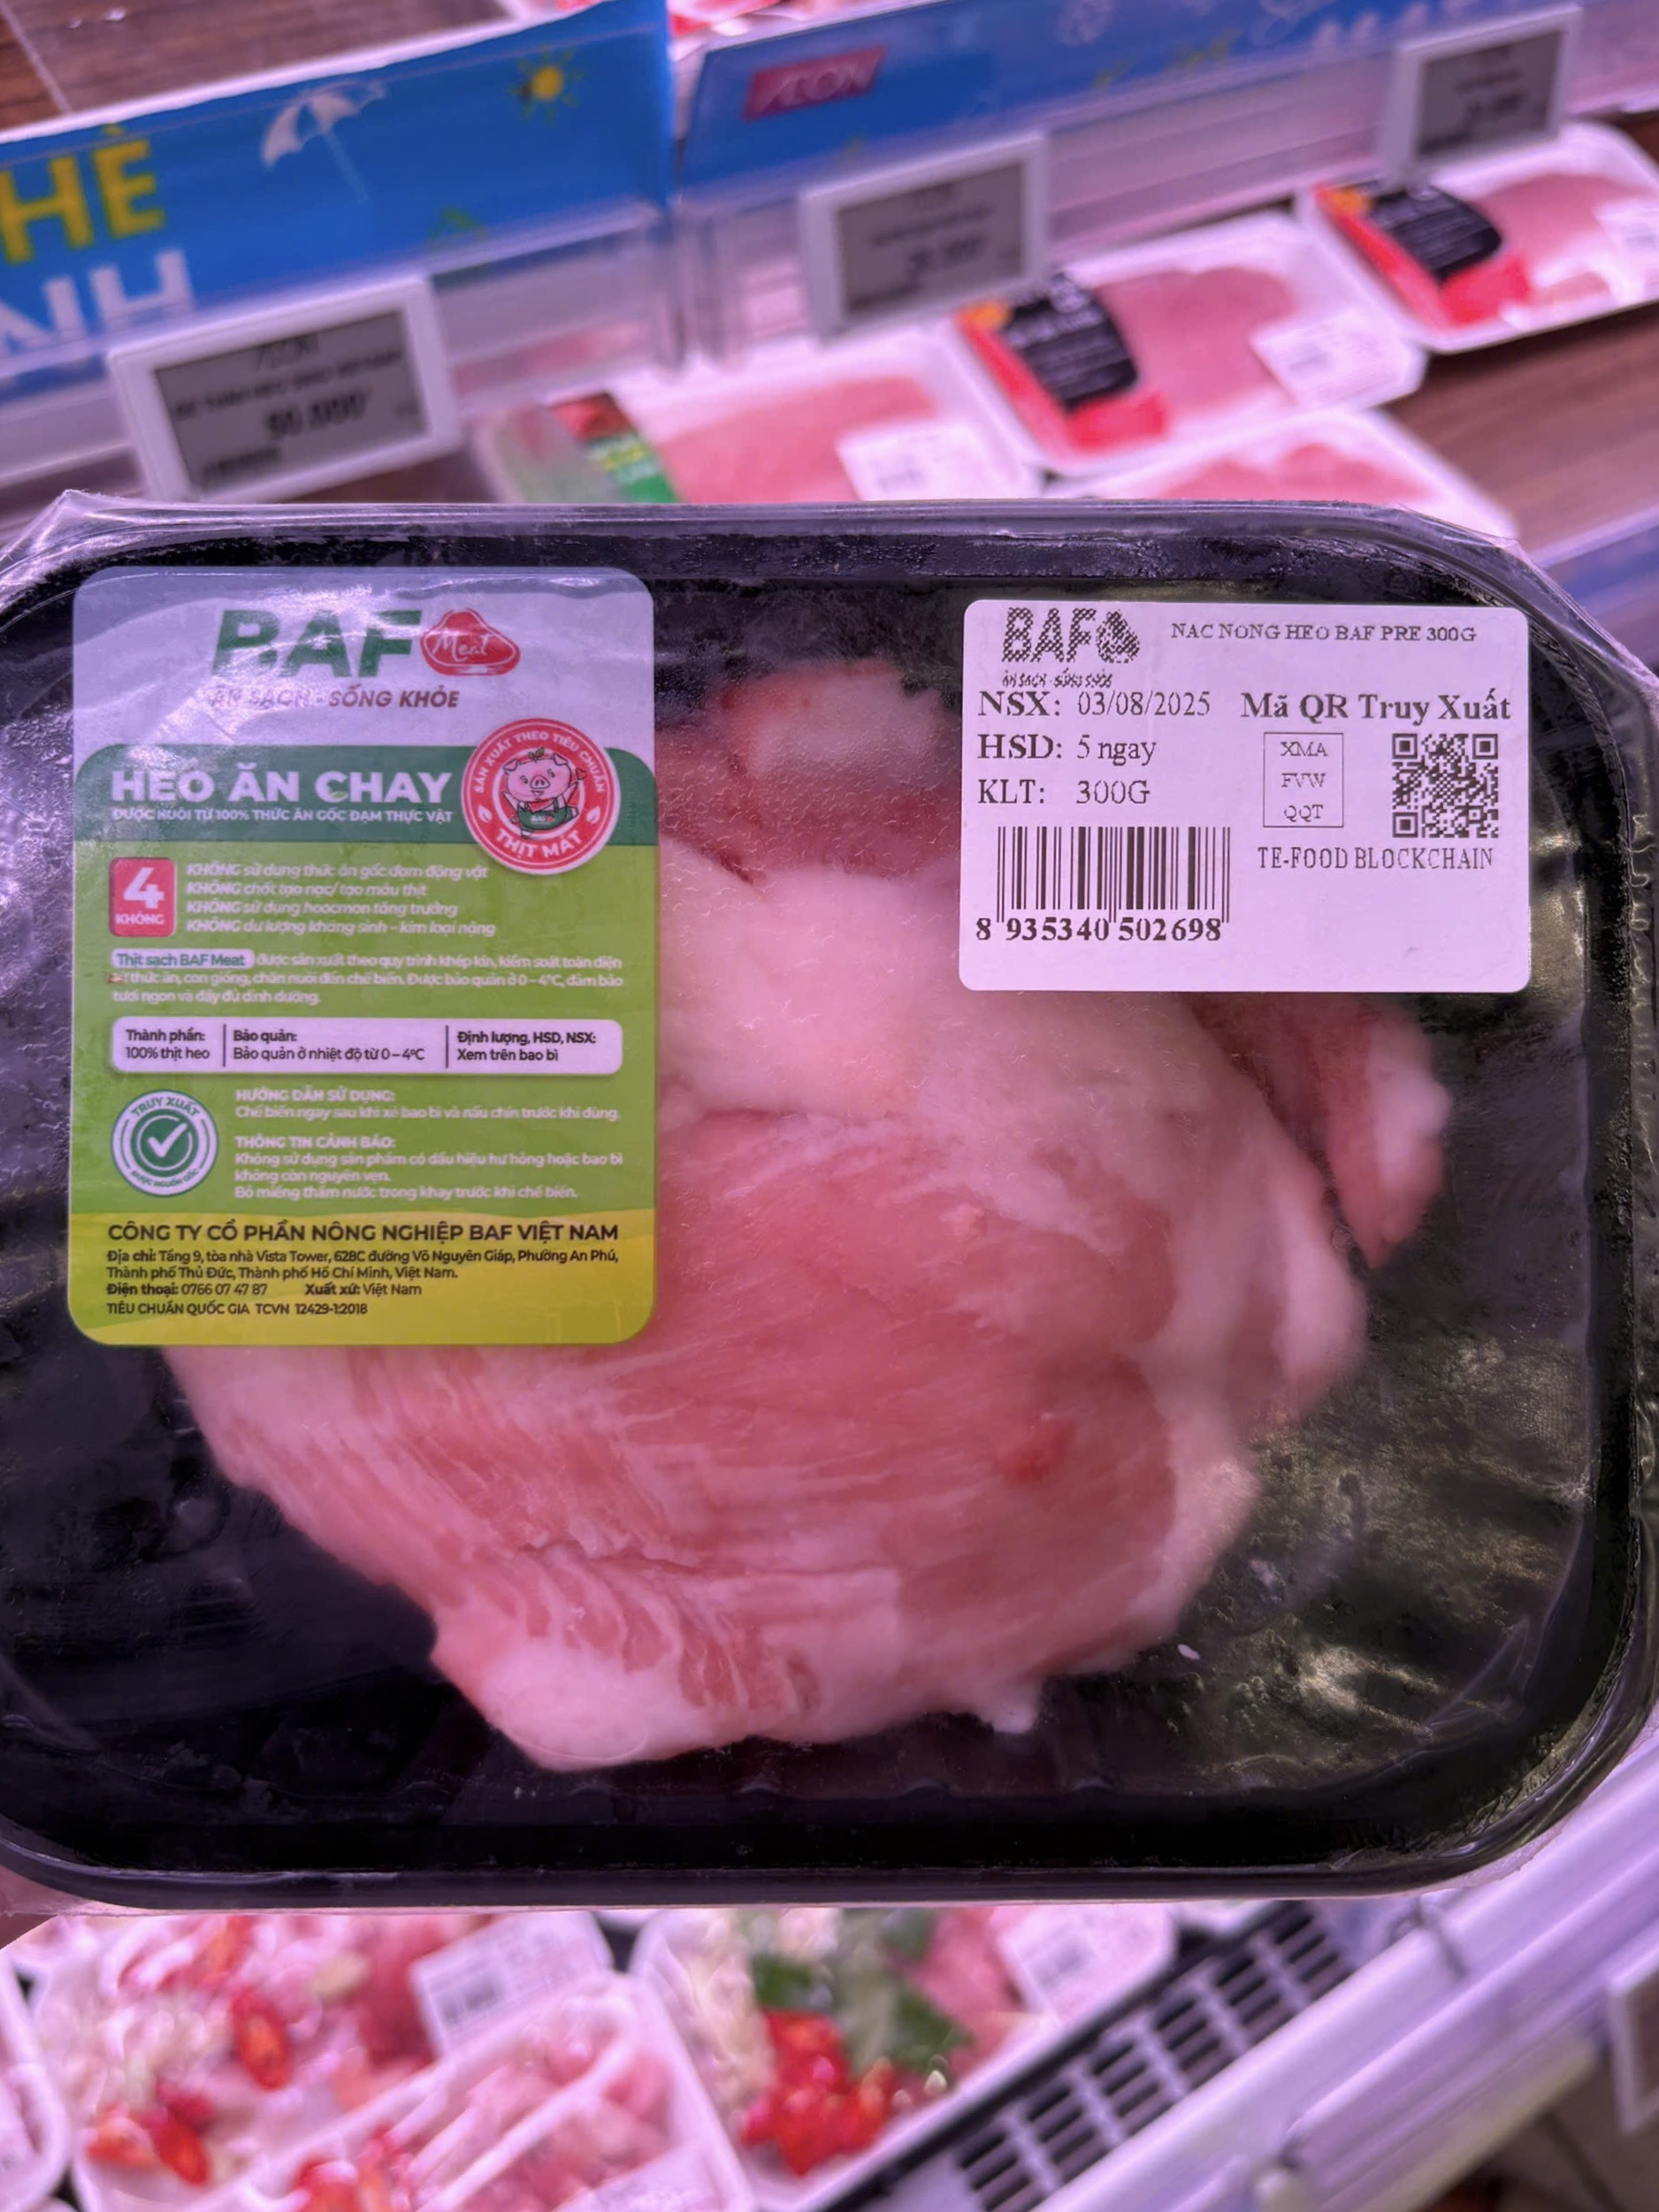 HÈ
ÆON
ÆON
90.000
BAF Meat
ĂN SẠCH - SỐNG KHỎE
HEO ĂN CHAY
ĐƯỢC NUÔI TỪ 100% THỨC ĂN GỐC ĐẠM THỰC VẬT
SẢN XUẤT THEO TIÊU CHUẨN
THỊT MÁT
4
KHÔNG
KHÔNG sử dụng thức ăn gốc đạm động vật
KHÔNG chất tạo nạc/ tạo màu thịt
KHÔNG sử dụng hoocmon tăng trưởng
KHÔNG dư lượng kháng sinh - kim loại nặng
Thịt sạch BAF Meat được sản xuất theo quy trình khép kín, kiểm soát toàn diện
từ thức ăn, con giống, chăn nuôi đến chế biến. Được bảo quản ở 0 – 4°C, đảm bảo
tươi ngon và đầy đủ dinh dưỡng.
Thành phần:
100% thịt heo
Bảo quản:
Bảo quản ở nhiệt độ từ 0 – 4°C
Định lượng, HSD, NSX:
Xem trên bao bì
TRUY XUẤT
ĐƯỢC NGUỒN GỐC
HƯỚNG DẪN SỬ DỤNG:
Chế biến ngay sau khi xé bao bì và nấu chín trước khi dùng.
THÔNG TIN CẢNH BÁO:
Không sử dụng sản phẩm có dấu hiệu hư hỏng hoặc bao bì
không còn nguyên vẹn.
Bỏ miếng thấm nước trong khay trước khi chế biến.
CÔNG TY CỔ PHẦN NÔNG NGHIỆP BAF VIỆT NAM
Địa chỉ: Tầng 9, tòa nhà Vista Tower, 628C đường Võ Nguyên Giáp, Phường An Phú,
Thành phố Thủ Đức, Thành phố Hồ Chí Minh, Việt Nam.
Điện thoại: 0766 07 47 87 Xuất xứ: Việt Nam
TIÊU CHUẨN QUỐC GIA TCVN 12429-1:2018
BAF
ĂN SẠCH - SỐNG KHỎE
NAC NONG HEO BAF PRE 300G
NSX: 03/08/2025
HSD: 5 ngay
KLT: 300G
8 935340 502698
Mã QR Truy Xuất
XMA
FVW
QQT
TE-FOOD BLOCKCHAIN